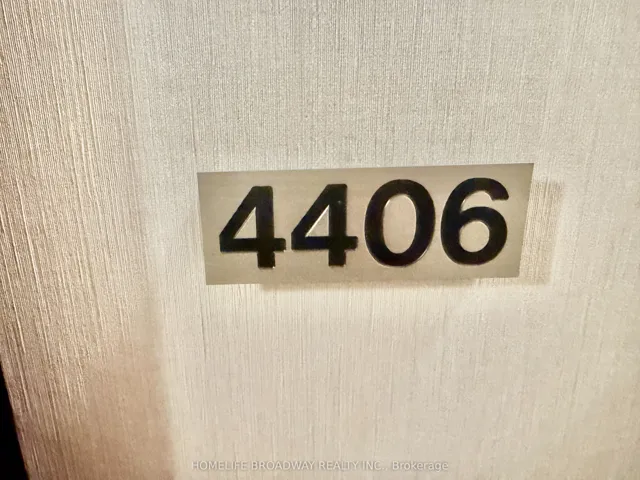 4406
HOMELIFE BROADWAY REALTY INC., Brokerage